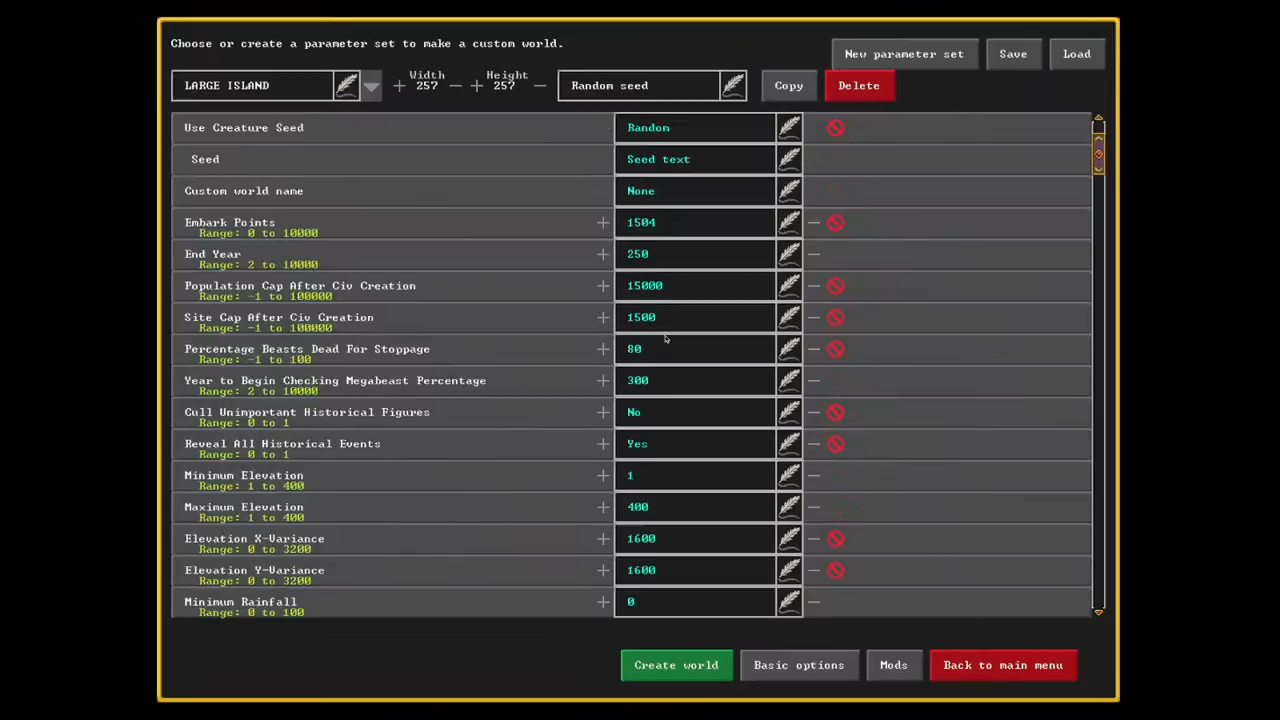 Choose or create a parameter set to make a custom world.
New parameter set
Save
Load
LARGE ISLAND
Width
257
Height
257
Random seed
Copy
Delete
Use Creature Seed
Random
Seed
Seed text
Custom world name
None
Embark Points
Range: 0 to 10000
1504
End Year
Range: 2 to 10000
250
Population Cap After Civ Creation
Range: -1 to 100000
15000
Site Cap After Civ Creation
Range: -1 to 100000
1500
Percentage Beasts Dead For Stoppage
Range: -1 to 100
80
Year to Begin Checking Megabeast Percentage
Range: 2 to 10000
300
Cull Unimportant Historical Figures
Range: 0 to 1
No
Reveal All Historical Events
Range: 0 to 1
Yes
Minimum Elevation
Range: 1 to 400
1
Maximum Elevation
Range: 1 to 400
400
Elevation X-Variance
Range: 0 to 3200
1600
Elevation Y-Variance
Range: 0 to 3200
1600
Minimum Rainfall
Range: 0 to 100
0
Create world
Basic options
Mods
Back to main menu